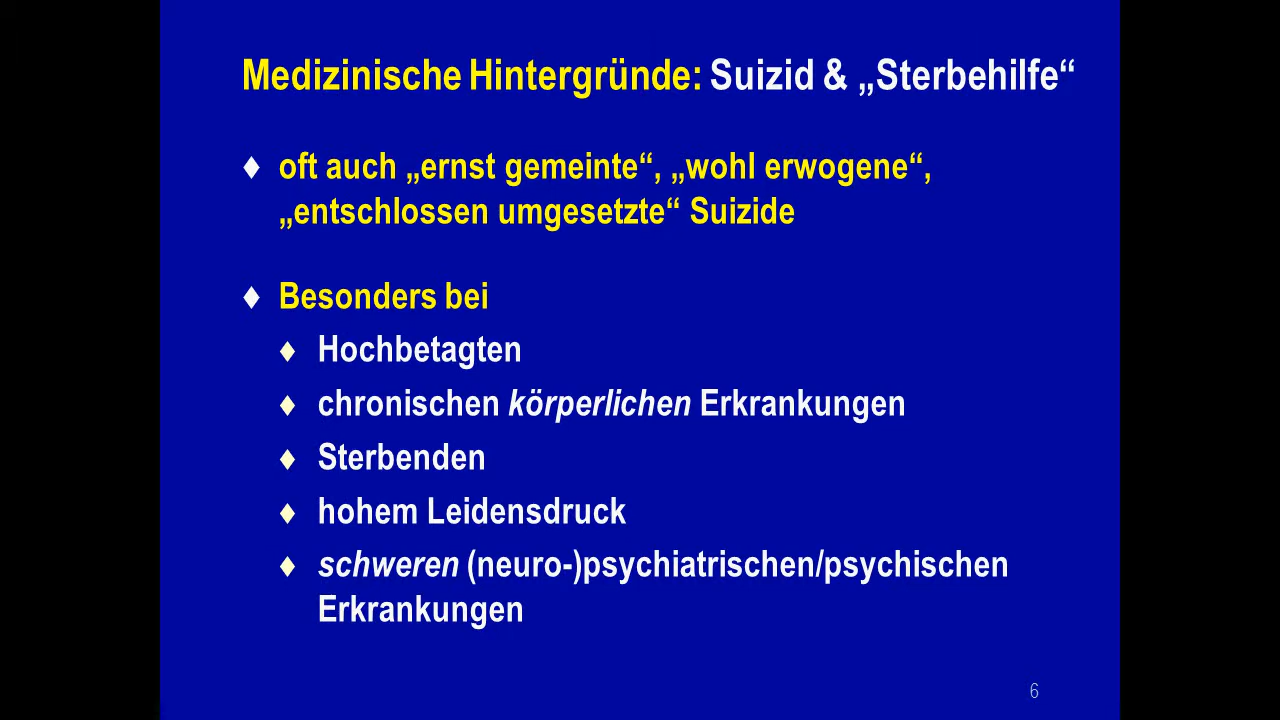 Medizinische Hintergründe: Suizid & „Sterbehilfe“
♦ oft auch „ernst gemeinte“, „wohl erwogene“,
„entschlossen umgesetzte“ Suizide
♦ Besonders bei
♦ Hochbetagten
♦ chronischen körperlichen Erkrankungen
♦ Sterbenden
♦ hohem Leidensdruck
♦ schweren (neuro-)psychiatrischen/psychischen
Erkrankungen
6